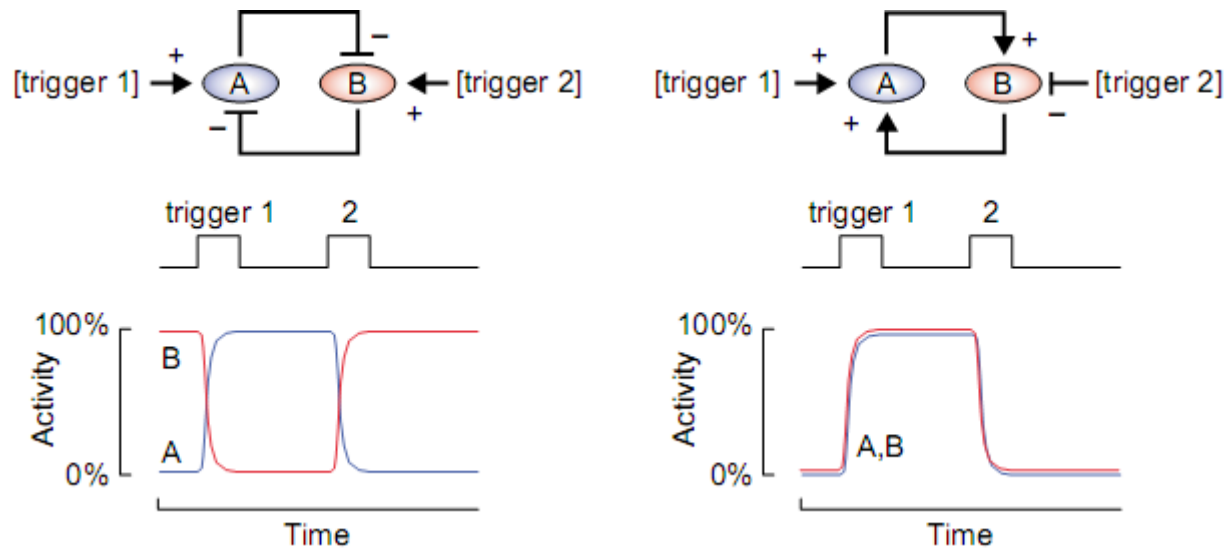 − +
+ A B + 
[trigger 1] A B [trigger 2]
− +
[trigger 1] A B [trigger 2]
+ −
trigger 1 2
trigger 1 2
100%
B
Activity
A
0%
Time
100%
Activity
A,B
0%
Time